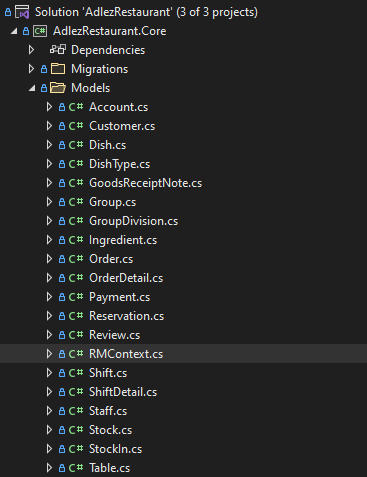 Solution 'AdlezRestaurant' (3 of 3 projects)
C# AdlezRestaurant.Core
Dependencies
Migrations
Models
C# Account.cs
C# Customer.cs
C# Dish.cs
C# DishType.cs
C# GoodsReceiptNote.cs
C# Group.cs
C# GroupDivision.cs
C# Ingredient.cs
C# Order.cs
C# OrderDetail.cs
C# Payment.cs
C# Reservation.cs
C# Review.cs
C# RMContext.cs
C# Shift.cs
C# ShiftDetail.cs
C# Staff.cs
C# Stock.cs
C# StockIn.cs
C# Table.cs